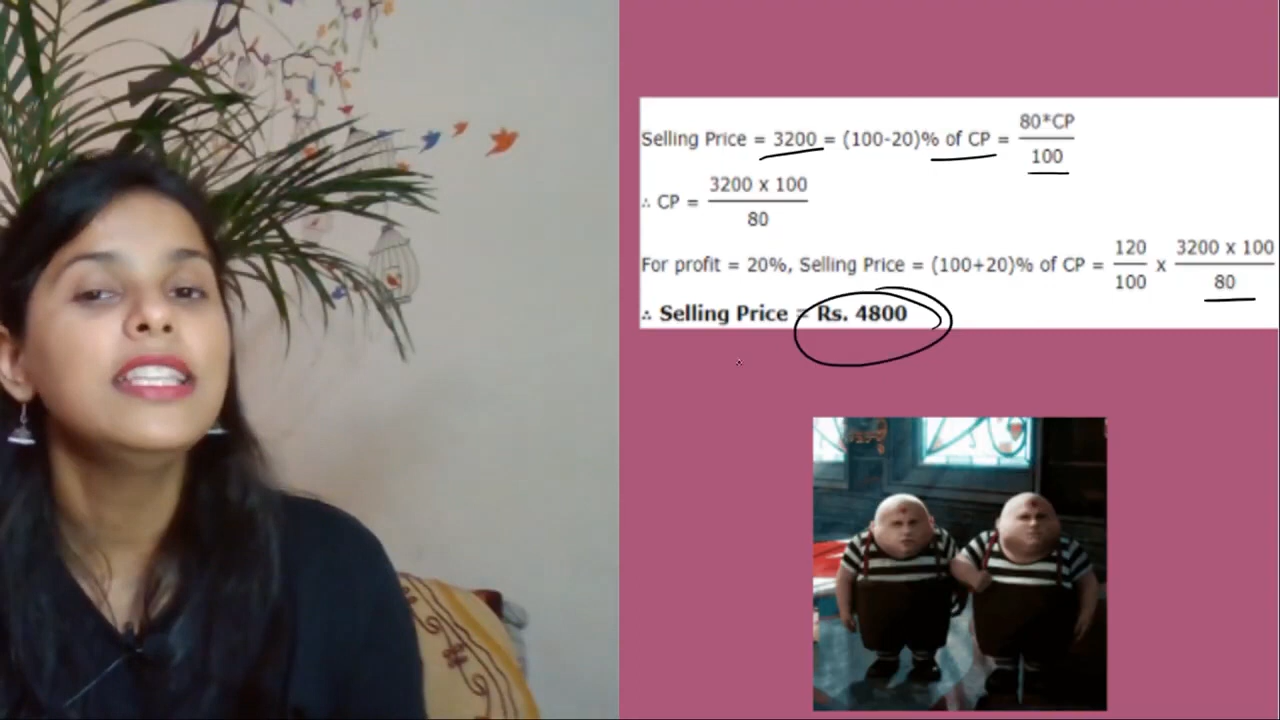 Selling Price = 3200 = (100-20)% of CP = 80*CP / 100
∴ CP = 3200 x 100 / 80
For profit = 20%, Selling Price = (100+20)% of CP = 120 / 100 x 3200 x 100 / 80
∴ Selling Price = Rs. 4800